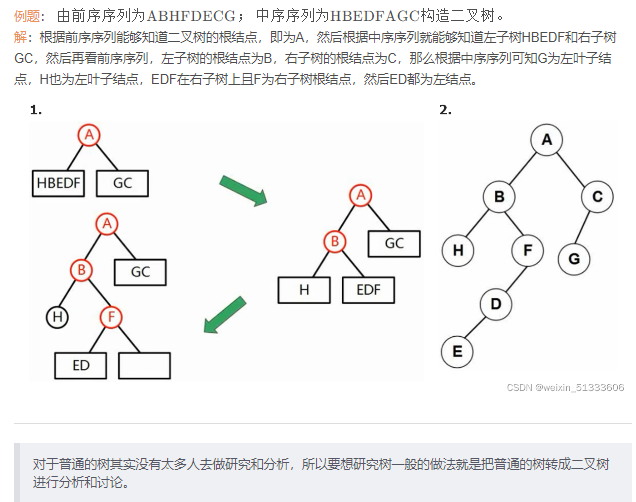 例题：由前序序列为ABHFDECG；中序序列为HBEDFAGC构造二叉树。
解：根据前序序列能够知道二叉树的根结点，即为A，然后根据中序序列就能够知道左子树HBEDF和右子树
GC，然后再看前序序列，左子树的根结点为B，右子树的根结点为C，那么根据中序序列可知G为左叶子结
点，H也为左叶子结点，EDF在右子树上且F为右子树根结点，然后ED都为左结点。
1.
A
HBEDF GC
A
B GC
H EDF
A
B GC
H F
ED
2.
A
B C
H F G
D
E
CSDN @weixin_51333606
对于普通的树其实没有太多人去做研究和分析，所以要想研究树一般的做法就是把普通的树转成二叉树
进行分析和讨论。